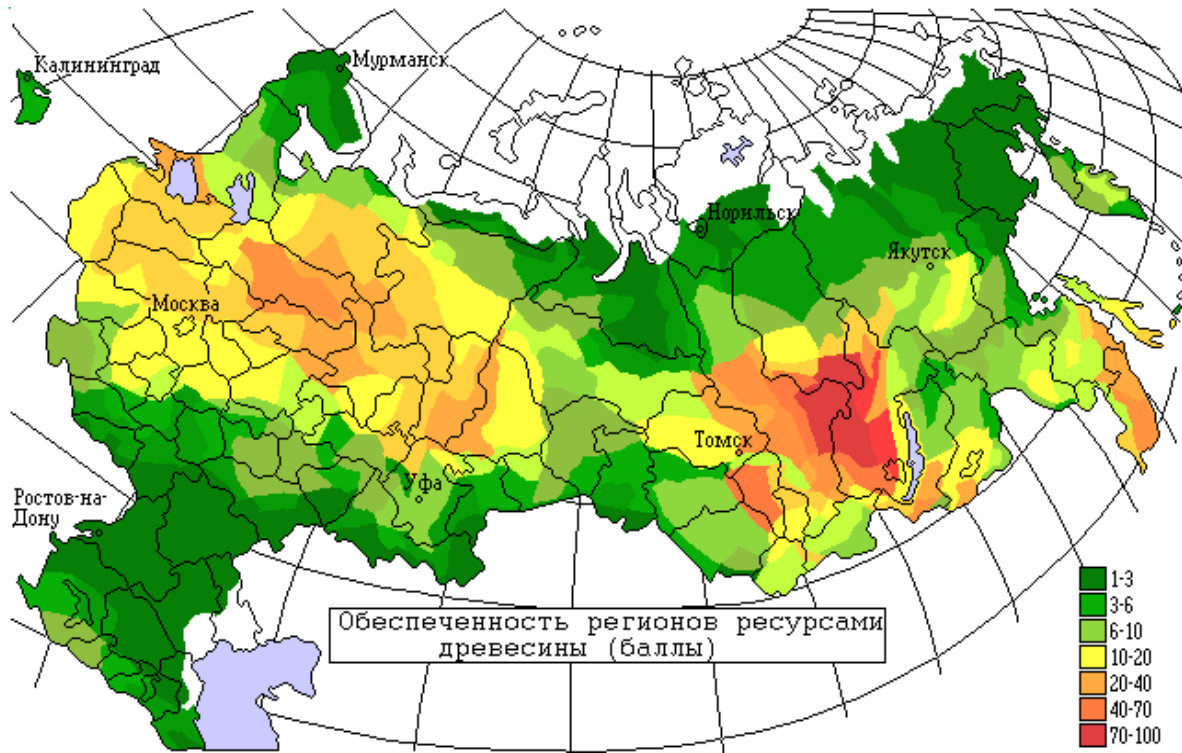 Калининград
Мурманск
Норильск
Якутск
Москва
Томск
Уфа
Ростов-на-
Дону
Обеспеченность регионов ресурсами
древесины (баллы)
1-3
3-6
6-10
10-20
20-40
40-70
70-100